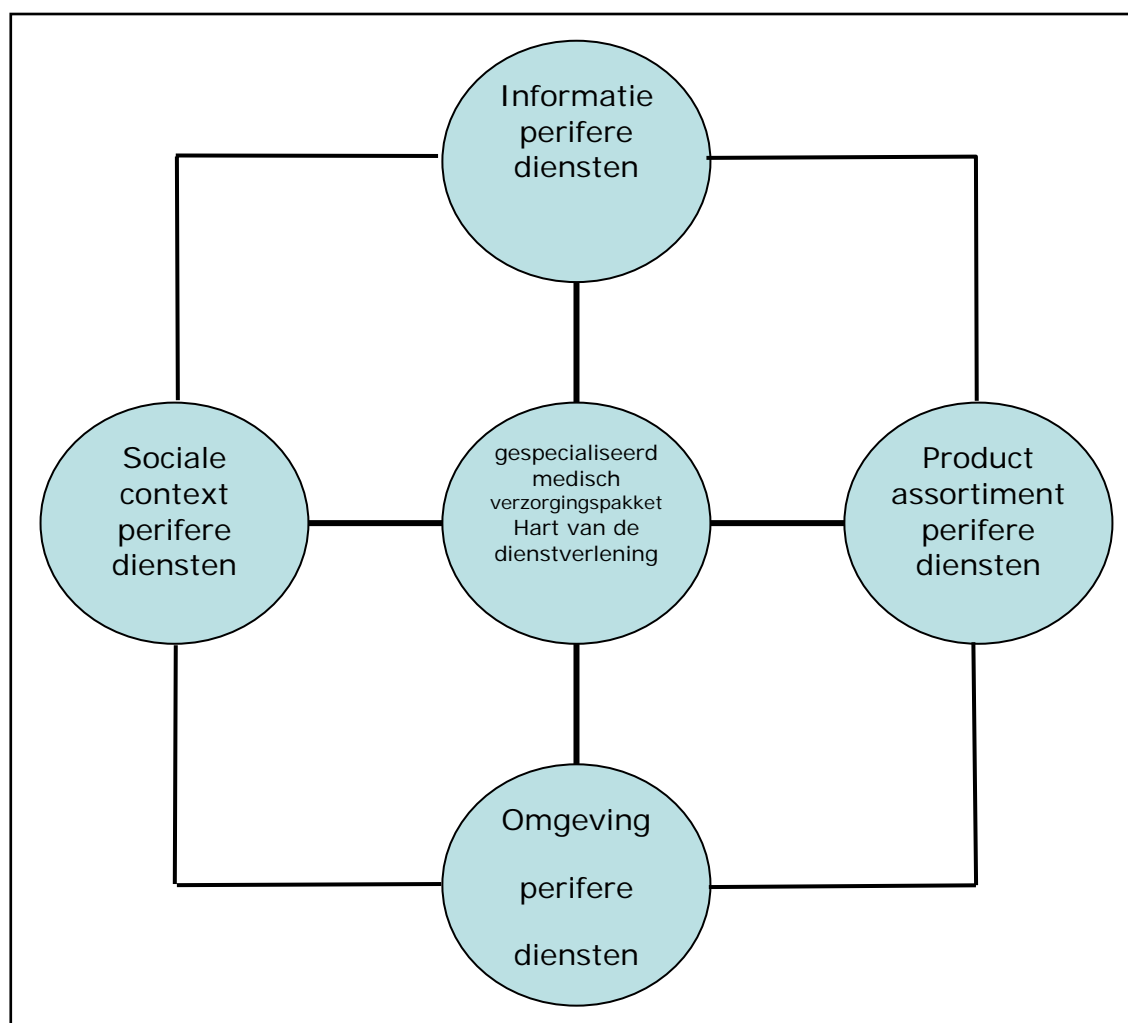 Informatie
perifere
diensten
Sociale
context
perifere
diensten
gespecialiseerd
medisch
verzorgingspakket
Hart van de
dienstverlening
Product
assortiment
perifere
diensten
Omgeving
perifere
diensten